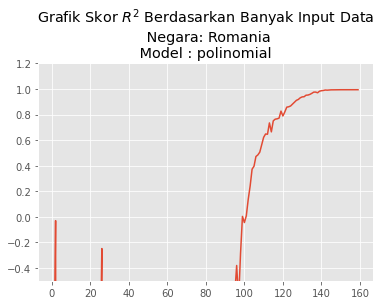 Grafik Skor $R^2$ Berdasarkan Banyak Input Data
Negara: Romania
Model : polinomial
1.2
1.0
0.8
0.6
0.4
0.2
0.0
−0.2
−0.4
0 20 40 60 80 100 120 140 160